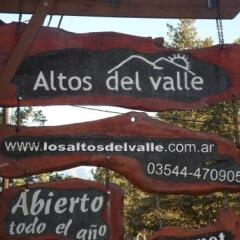 Altos del valle
www.losaltosdelvalle.com.ar
03544-470905
Abierto
todo el año